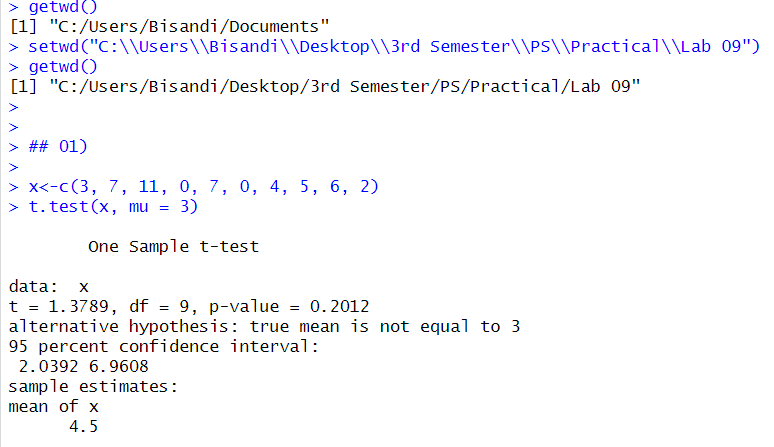 > getwd()
[1] "C:/Users/Bisandi/Documents"
> setwd("C:\\Users\\Bisandi\\Desktop\\3rd Semester\\PS\\Practical\\Lab 09")
> getwd()
[1] "C:/Users/Bisandi/Desktop/3rd Semester/PS/Practical/Lab 09"
>
>
> ## 01)
>
> x<-c(3, 7, 11, 0, 7, 0, 4, 5, 6, 2)
> t.test(x, mu = 3)
One Sample t-test
data:  x
t = 1.3789, df = 9, p-value = 0.2012
alternative hypothesis: true mean is not equal to 3
95 percent confidence interval:
 2.0392 6.9608
sample estimates:
mean of x
4.5